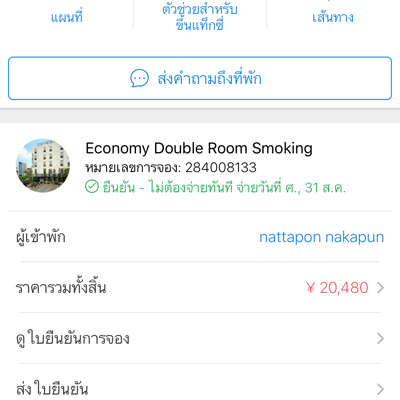 แผนที่
ตัวช่วยสำหรับ
ขึ้นแท็กซี่
เส้นทาง
ส่งคำถามถึงที่พัก
Economy Double Room Smoking
หมายเลขการจอง: 284008133
ยืนยัน - ไม่ต้องจ่ายทันที จ่ายวันที่ ศ., 31 ส.ค.
ผู้เข้าพัก nattapon nakapun
ราคารวมทั้งสิ้น ¥ 20,480
ดู ใบยืนยันการจอง
ส่ง ใบยืนยัน